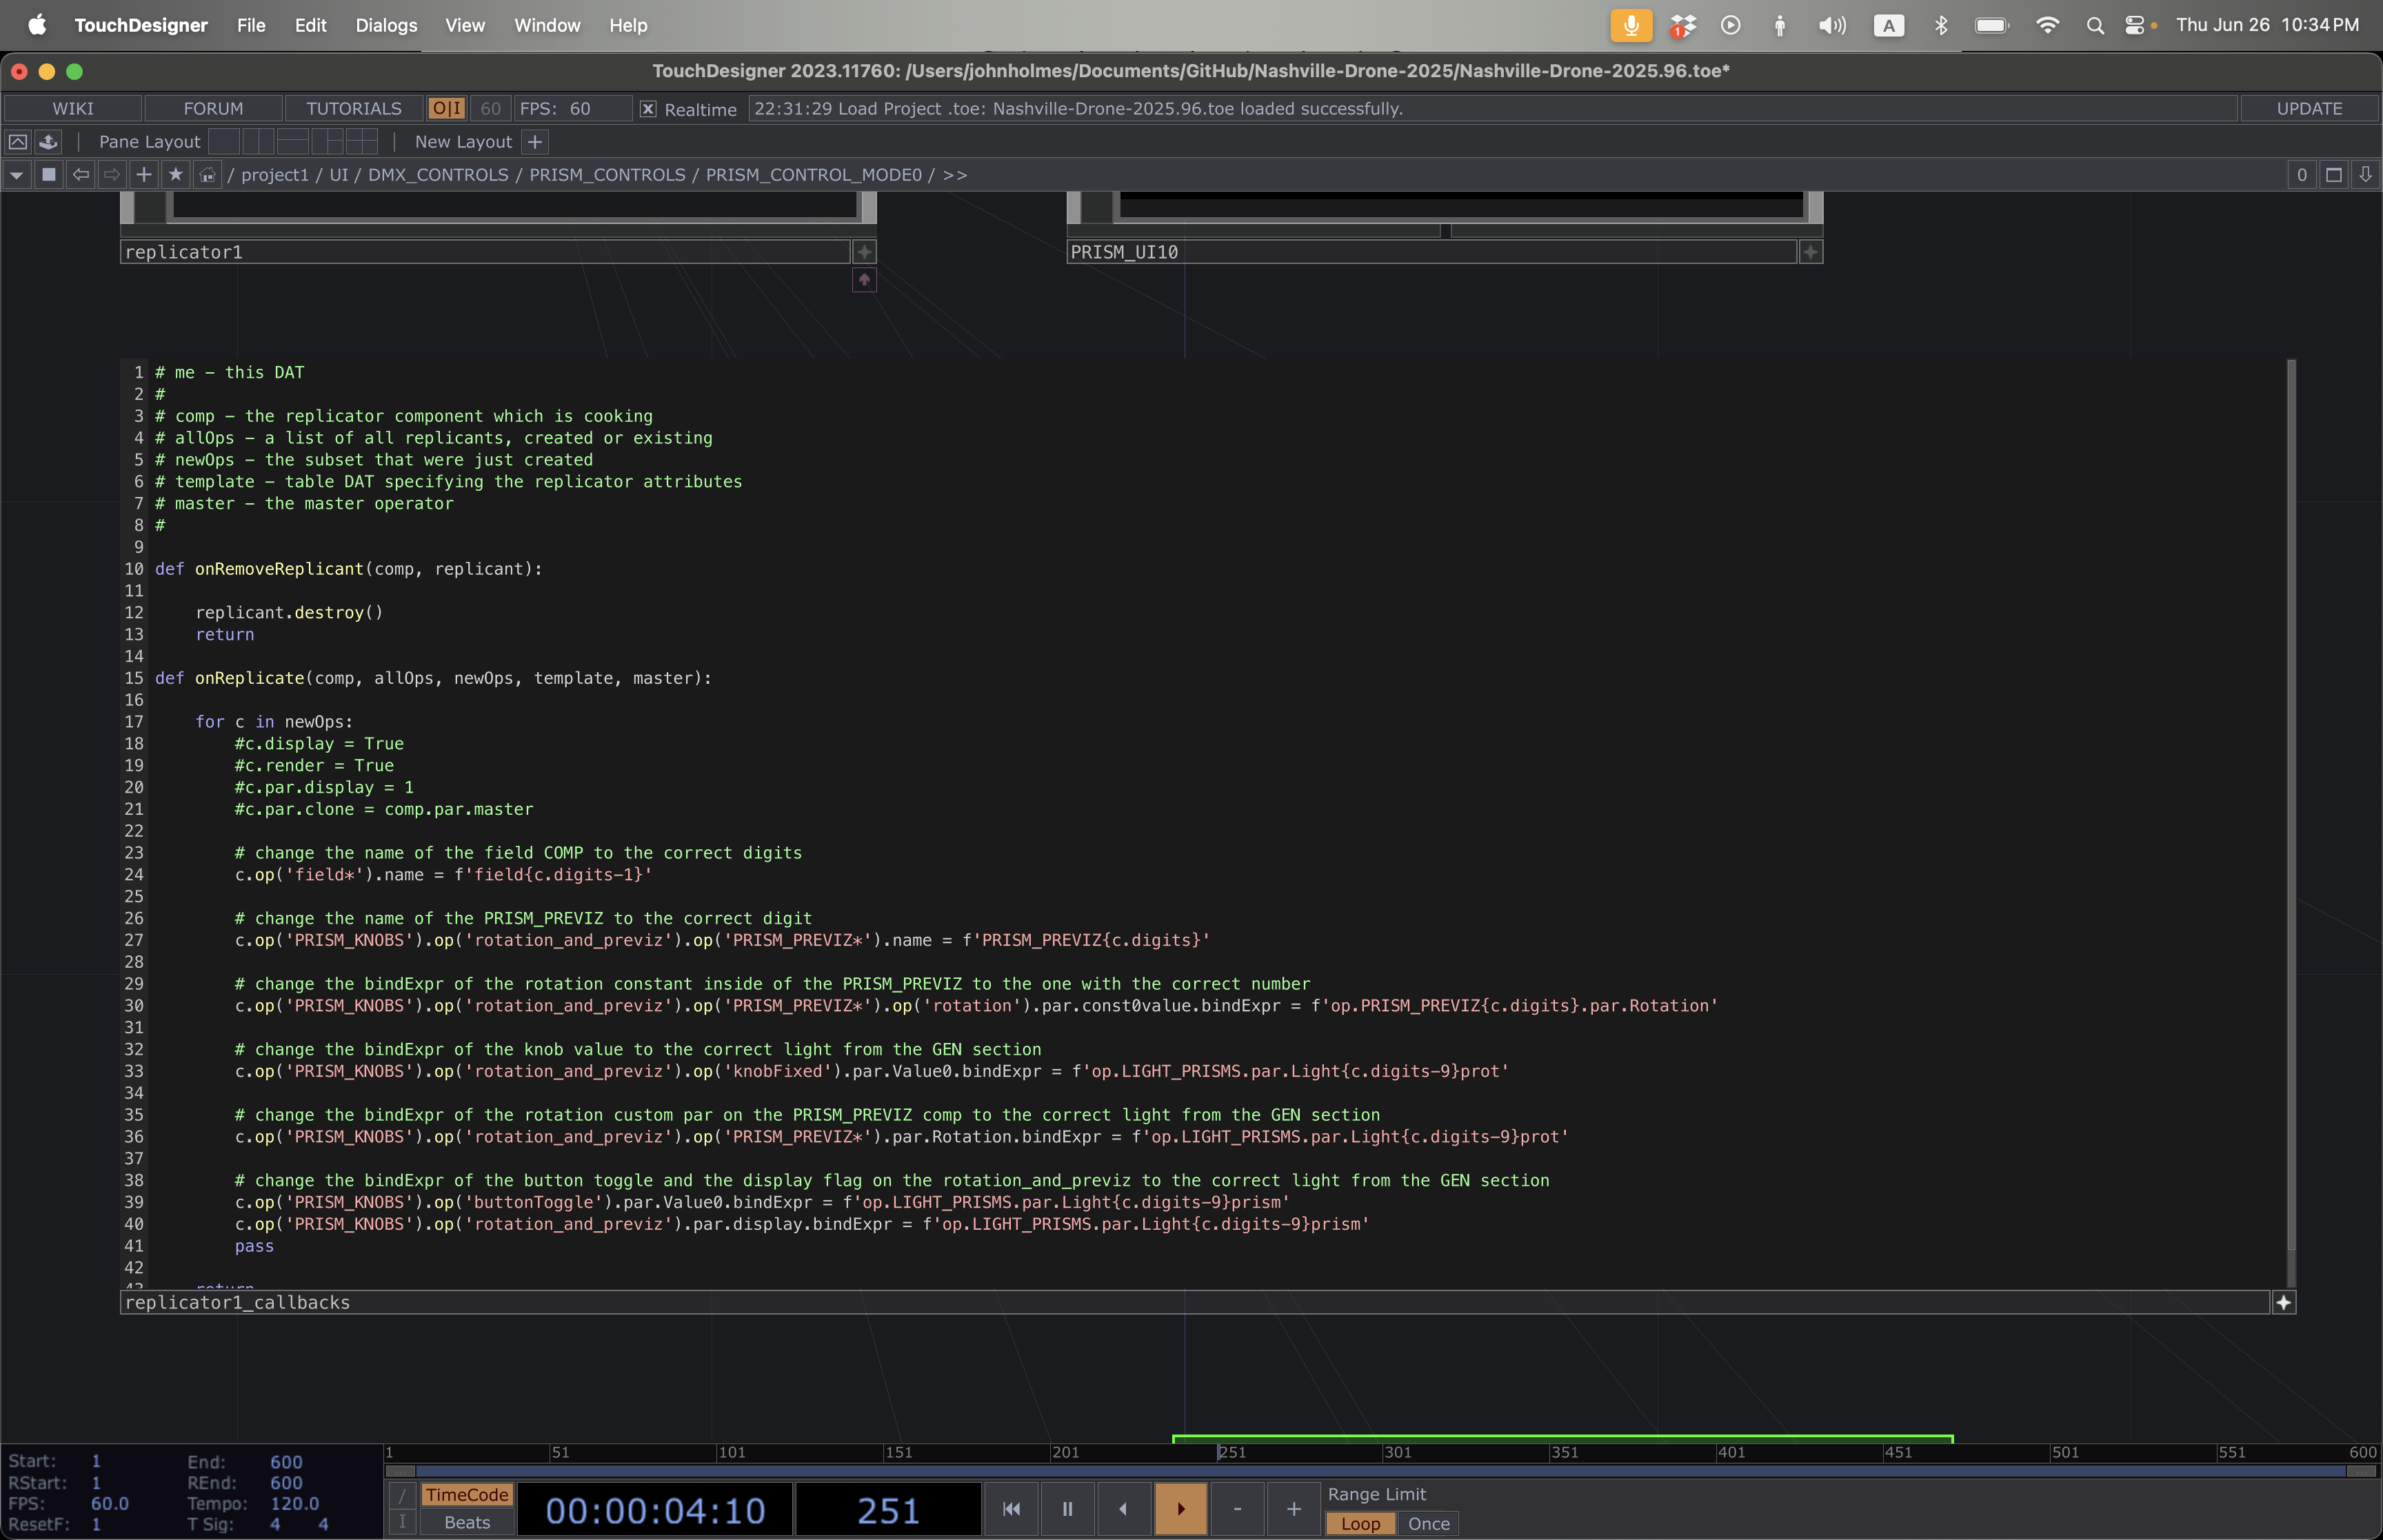 TouchDesigner File Edit Dialogs View Window Help 1 A Thu Jun 26 10:34 PM
TouchDesigner 2023.11760: /Users/johnholmes/Documents/GitHub/Nashville-Drone-2025/Nashville-Drone-2025.96.toe*
WIKI FORUM TUTORIALS O|I 60 FPS: 60 X Realtime 22:31:29 Load Project .toe: Nashville-Drone-2025.96.toe loaded successfully. UPDATE
Pane Layout New Layout +
/ project1 / UI / DMX_CONTROLS / PRISM_CONTROLS / PRISM_CONTROL_MODE0 / >> 0
replicator1 PRISM_UI10
1 # me - this DAT
2 #
3 # comp - the replicator component which is cooking
4 # allOps - a list of all replicants, created or existing
5 # newOps - the subset that were just created
6 # template - table DAT specifying the replicator attributes
7 # master - the master operator
8 #
9
10 def onRemoveReplicant(comp, replicant):
11
12 replicant.destroy()
13 return
14
15 def onReplicate(comp, allOps, newOps, template, master):
16
17 for c in newOps:
18 #c.display = True
19 #c.render = True
20 #c.par.display = 1
21 #c.par.clone = comp.par.master
22
23 # change the name of the field COMP to the correct digits
24 c.op('field*').name = f'field{c.digits-1}'
25
26 # change the name of the PRISM_PREVIZ to the correct digit
27 c.op('PRISM_KNOBS').op('rotation_and_previz').op('PRISM_PREVIZ*').name = f'PRISM_PREVIZ{c.digits}'
28
29 # change the bindExpr of the rotation constant inside of the PRISM_PREVIZ to the one with the correct number
30 c.op('PRISM_KNOBS').op('rotation_and_previz').op('PRISM_PREVIZ*').op('rotation').par.const0value.bindExpr = f'op.PRISM_PREVIZ{c.digits}.par.Rotation'
31
32 # change the bindExpr of the knob value to the correct light from the GEN section
33 c.op('PRISM_KNOBS').op('rotation_and_previz').op('knobFixed').par.Value0.bindExpr = f'op.LIGHT_PRISMS.par.Light{c.digits-9}prot'
34
35 # change the bindExpr of the rotation custom par on the PRISM_PREVIZ comp to the correct light from the GEN section
36 c.op('PRISM_KNOBS').op('rotation_and_previz').op('PRISM_PREVIZ*').par.Rotation.bindExpr = f'op.LIGHT_PRISMS.par.Light{c.digits-9}prot'
37
38 # change the bindExpr of the button toggle and the display flag on the rotation_and_previz to the correct light from the GEN section
39 c.op('PRISM_KNOBS').op('buttonToggle').par.Value0.bindExpr = f'op.LIGHT_PRISMS.par.Light{c.digits-9}prism'
40 c.op('PRISM_KNOBS').op('rotation_and_previz').par.display.bindExpr = f'op.LIGHT_PRISMS.par.Light{c.digits-9}prism'
41 pass
42
43 return
replicator1_callbacks
1 51 101 151 201 251 301 351 401 451 501 551 600
Start: 1 End: 600
RStart: 1 REnd: 600
FPS: 60.0 Tempo: 120.0
ResetF: 1 T Sig: 4 4
/ TimeCode
I Beats
00:00:04:10 251 - +
Range Limit
Loop Once